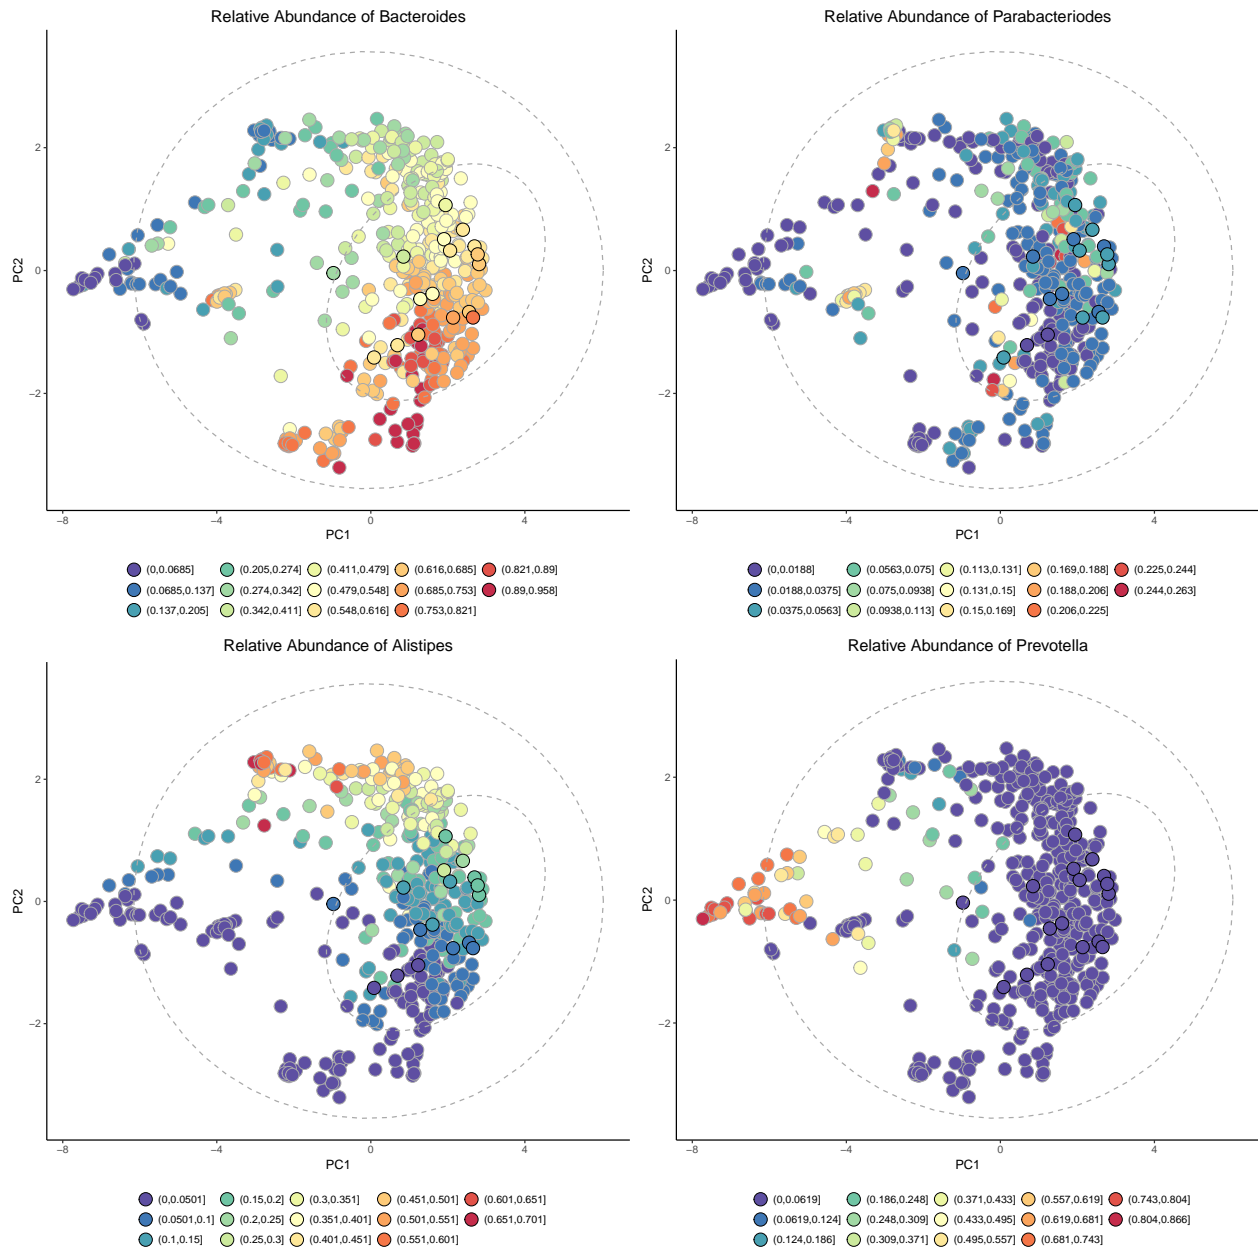 Relative Abundance of Bacteroides
PC2
2
0
−2
−8
−4
0
4
PC1
(0,0.0685] (0.205,0.274] (0.411,0.479] (0.616,0.685] (0.821,0.89]
(0.0685,0.137] (0.274,0.342] (0.479,0.548] (0.685,0.753] (0.89,0.958]
(0.137,0.205] (0.342,0.411] (0.548,0.616] (0.753,0.821]
Relative Abundance of Parabacteriodes
PC2
2
0
−2
−8
−4
0
4
PC1
(0,0.0188] (0.0563,0.075] (0.113,0.131] (0.169,0.188] (0.225,0.244]
(0.0188,0.0375] (0.075,0.0938] (0.131,0.15] (0.188,0.206] (0.244,0.263]
(0.0375,0.0563] (0.0938,0.113] (0.15,0.169] (0.206,0.225]
Relative Abundance of Alistipes
PC2
2
0
−2
−8
−4
0
4
PC1
(0,0.0501] (0.15,0.2] (0.3,0.351] (0.451,0.501] (0.601,0.651]
(0.0501,0.1] (0.2,0.25] (0.351,0.401] (0.501,0.551] (0.651,0.701]
(0.1,0.15] (0.25,0.3] (0.401,0.451] (0.551,0.601]
Relative Abundance of Prevotella
PC2
2
0
−2
−8
−4
0
4
PC1
(0,0.0619] (0.186,0.248] (0.371,0.433] (0.557,0.619] (0.743,0.804]
(0.0619,0.124] (0.248,0.309] (0.433,0.495] (0.619,0.681] (0.804,0.866]
(0.124,0.186] (0.309,0.371] (0.495,0.557] (0.681,0.743]